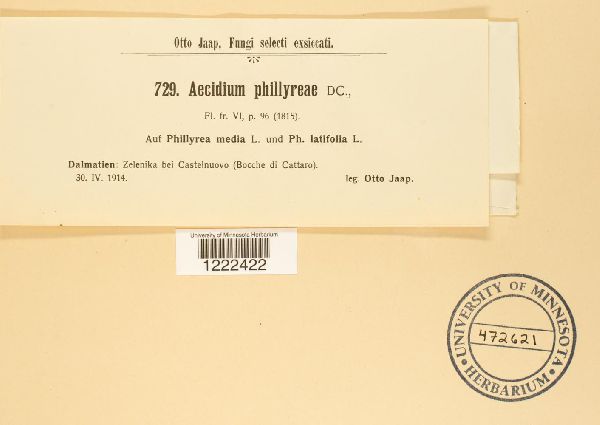 Otto Jaap, Fungi selecti exsiccati.
729. Aecidium phillyreae DC.,
Fl. fr. VI, p. 96 (1815).
Auf Phillyrea media L. und Ph. latifolia L.
Dalmatien: Zelenika bei Castelnuovo (Bocche di Cattaro).
30. IV. 1914. leg. Otto Jaap.
University of Minnesota Herbarium
1222422
UNIVERSITY OF MINNESOTA
472621
HERBARIUM